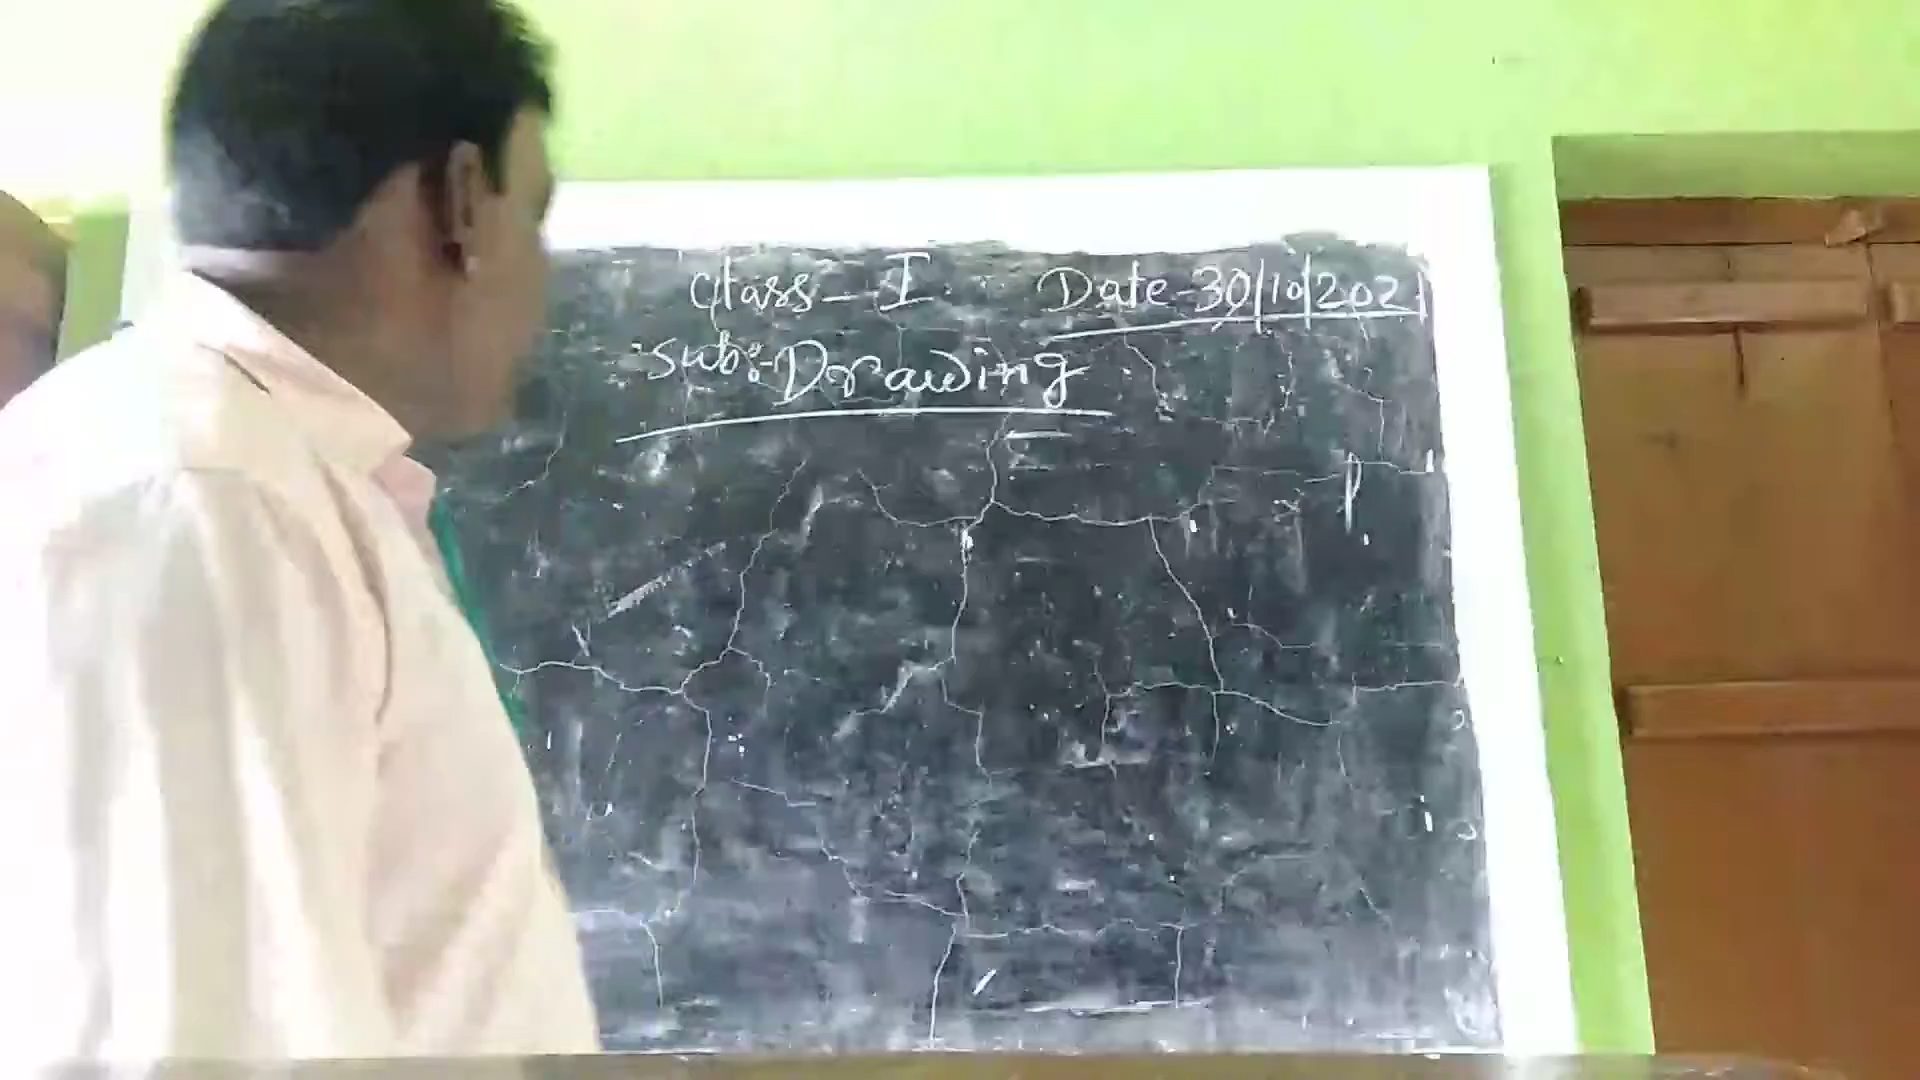 Class - I. Date - 30/10/2021
Sub:- Drawing